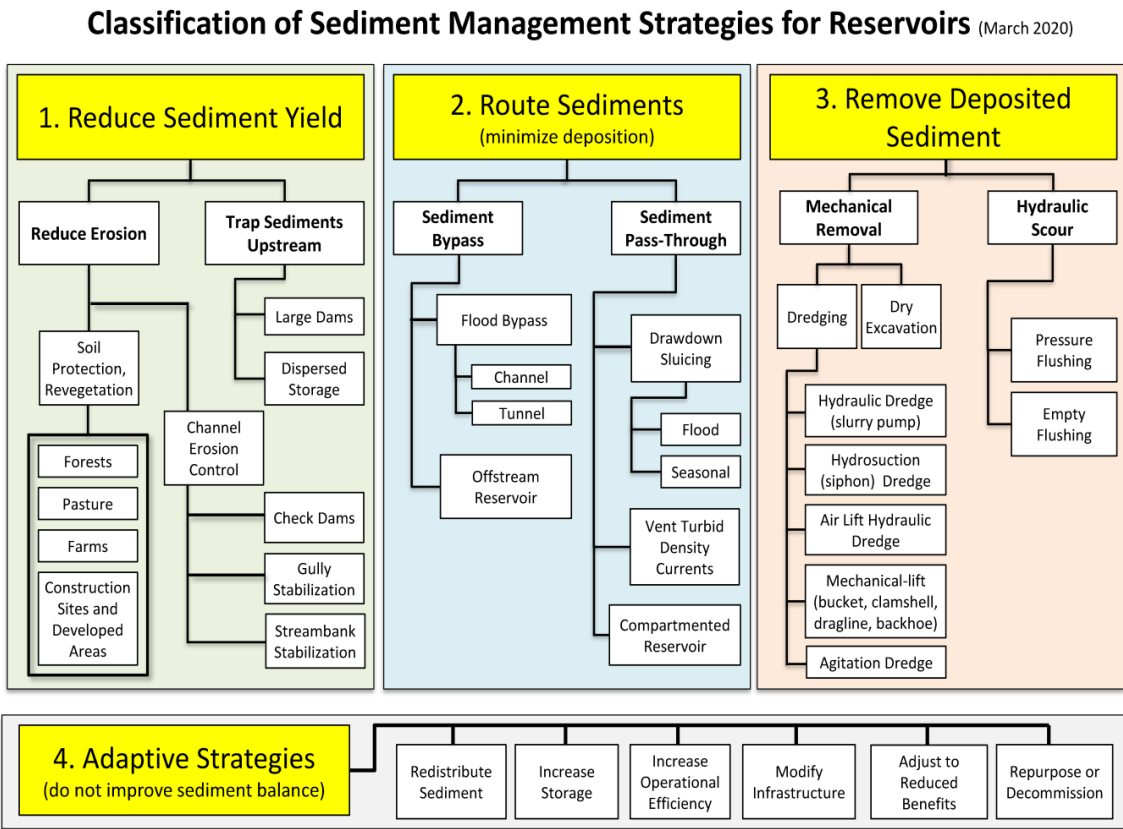 Classification of Sediment Management Strategies for Reservoirs (March 2020)
1. Reduce Sediment Yield
Reduce Erosion
Trap Sediments
Upstream
Large Dams
Dispersed
Storage
Soil
Protection,
Revegetation
Channel
Erosion
Control
Forests
Pasture
Farms
Construction
Sites and
Developed
Areas
Check Dams
Gully
Stabilization
Streambank
Stabilization
2. Route Sediments
(minimize deposition)
Sediment
Bypass
Sediment
Pass-Through
Flood Bypass
Channel
Tunnel
Offstream
Reservoir
Drawdown
Sluicing
Flood
Seasonal
Vent Turbid
Density
Currents
Compartmented
Reservoir
3. Remove Deposited
Sediment
Mechanical
Removal
Hydraulic
Scour
Dredging
Dry
Excavation
Hydraulic Dredge
(slurry pump)
Hydrosuction
(siphon) Dredge
Air Lift Hydraulic
Dredge
Mechanical-lift
(bucket, clamshell,
dragline, backhoe)
Agitation Dredge
Pressure
Flushing
Empty
Flushing
4. Adaptive Strategies
(do not improve sediment balance)
Redistribute
Sediment
Increase
Storage
Increase
Operational
Efficiency
Modify
Infrastructure
Adjust to
Reduced
Benefits
Repurpose or
Decommission